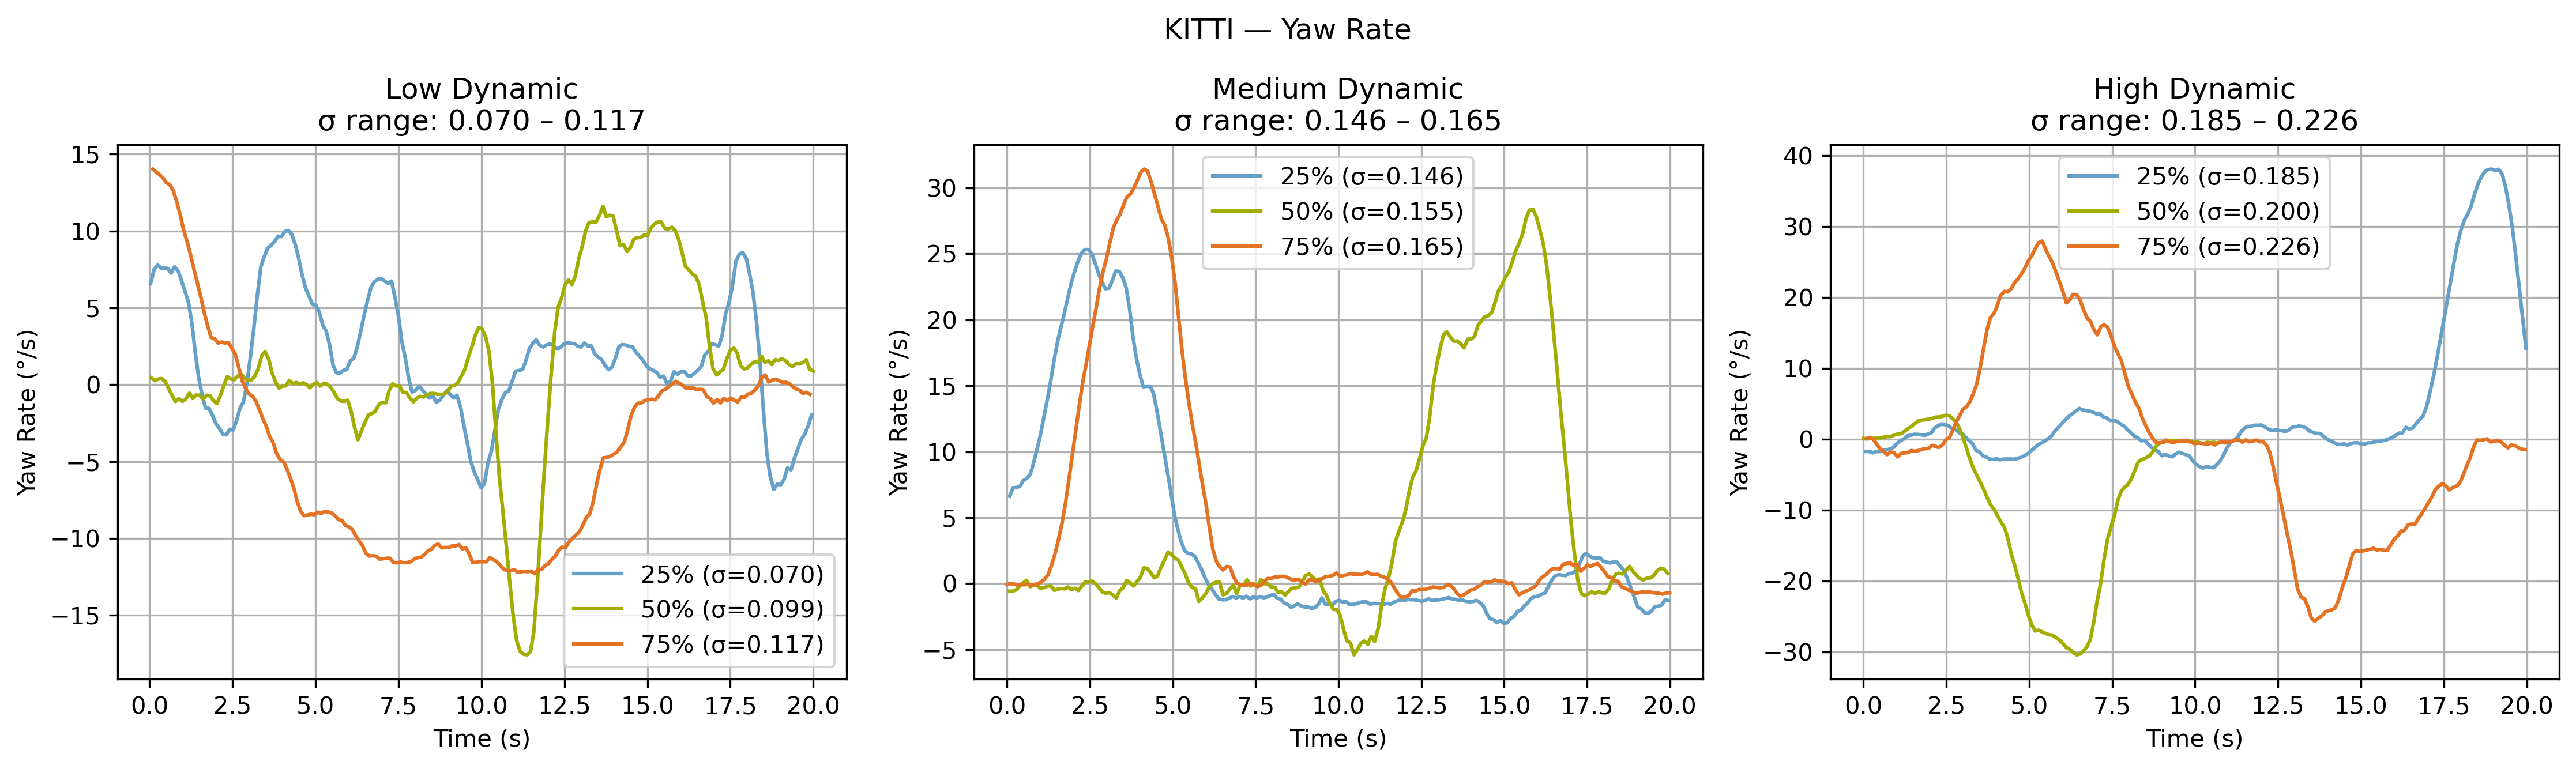 KITTI — Yaw Rate
Low Dynamic
σ range: 0.070 – 0.117
15
10
5
0
−5
−10
−15
Yaw Rate (°/s)
25% (σ=0.070)
50% (σ=0.099)
75% (σ=0.117)
0.0 2.5 5.0 7.5 10.0 12.5 15.0 17.5 20.0
Time (s)
Medium Dynamic
σ range: 0.146 – 0.165
30
25
20
15
10
5
0
−5
Yaw Rate (°/s)
25% (σ=0.146)
50% (σ=0.155)
75% (σ=0.165)
0.0 2.5 5.0 7.5 10.0 12.5 15.0 17.5 20.0
Time (s)
High Dynamic
σ range: 0.185 – 0.226
40
30
20
10
0
−10
−20
−30
Yaw Rate (°/s)
25% (σ=0.185)
50% (σ=0.200)
75% (σ=0.226)
0.0 2.5 5.0 7.5 10.0 12.5 15.0 17.5 20.0
Time (s)